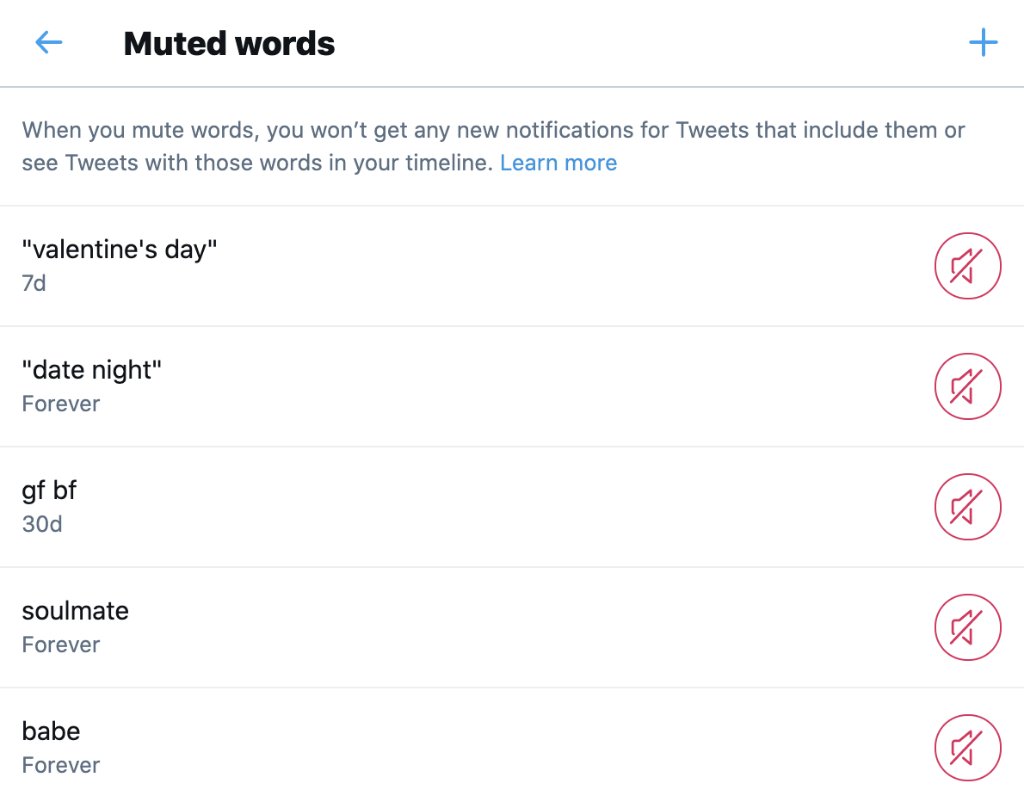 Muted words
When you mute words, you won’t get any new notifications for Tweets that include them or
see Tweets with those words in your timeline. Learn more
"valentine's day"
7d
"date night"
Forever
gf bf
30d
soulmate
Forever
babe
Forever